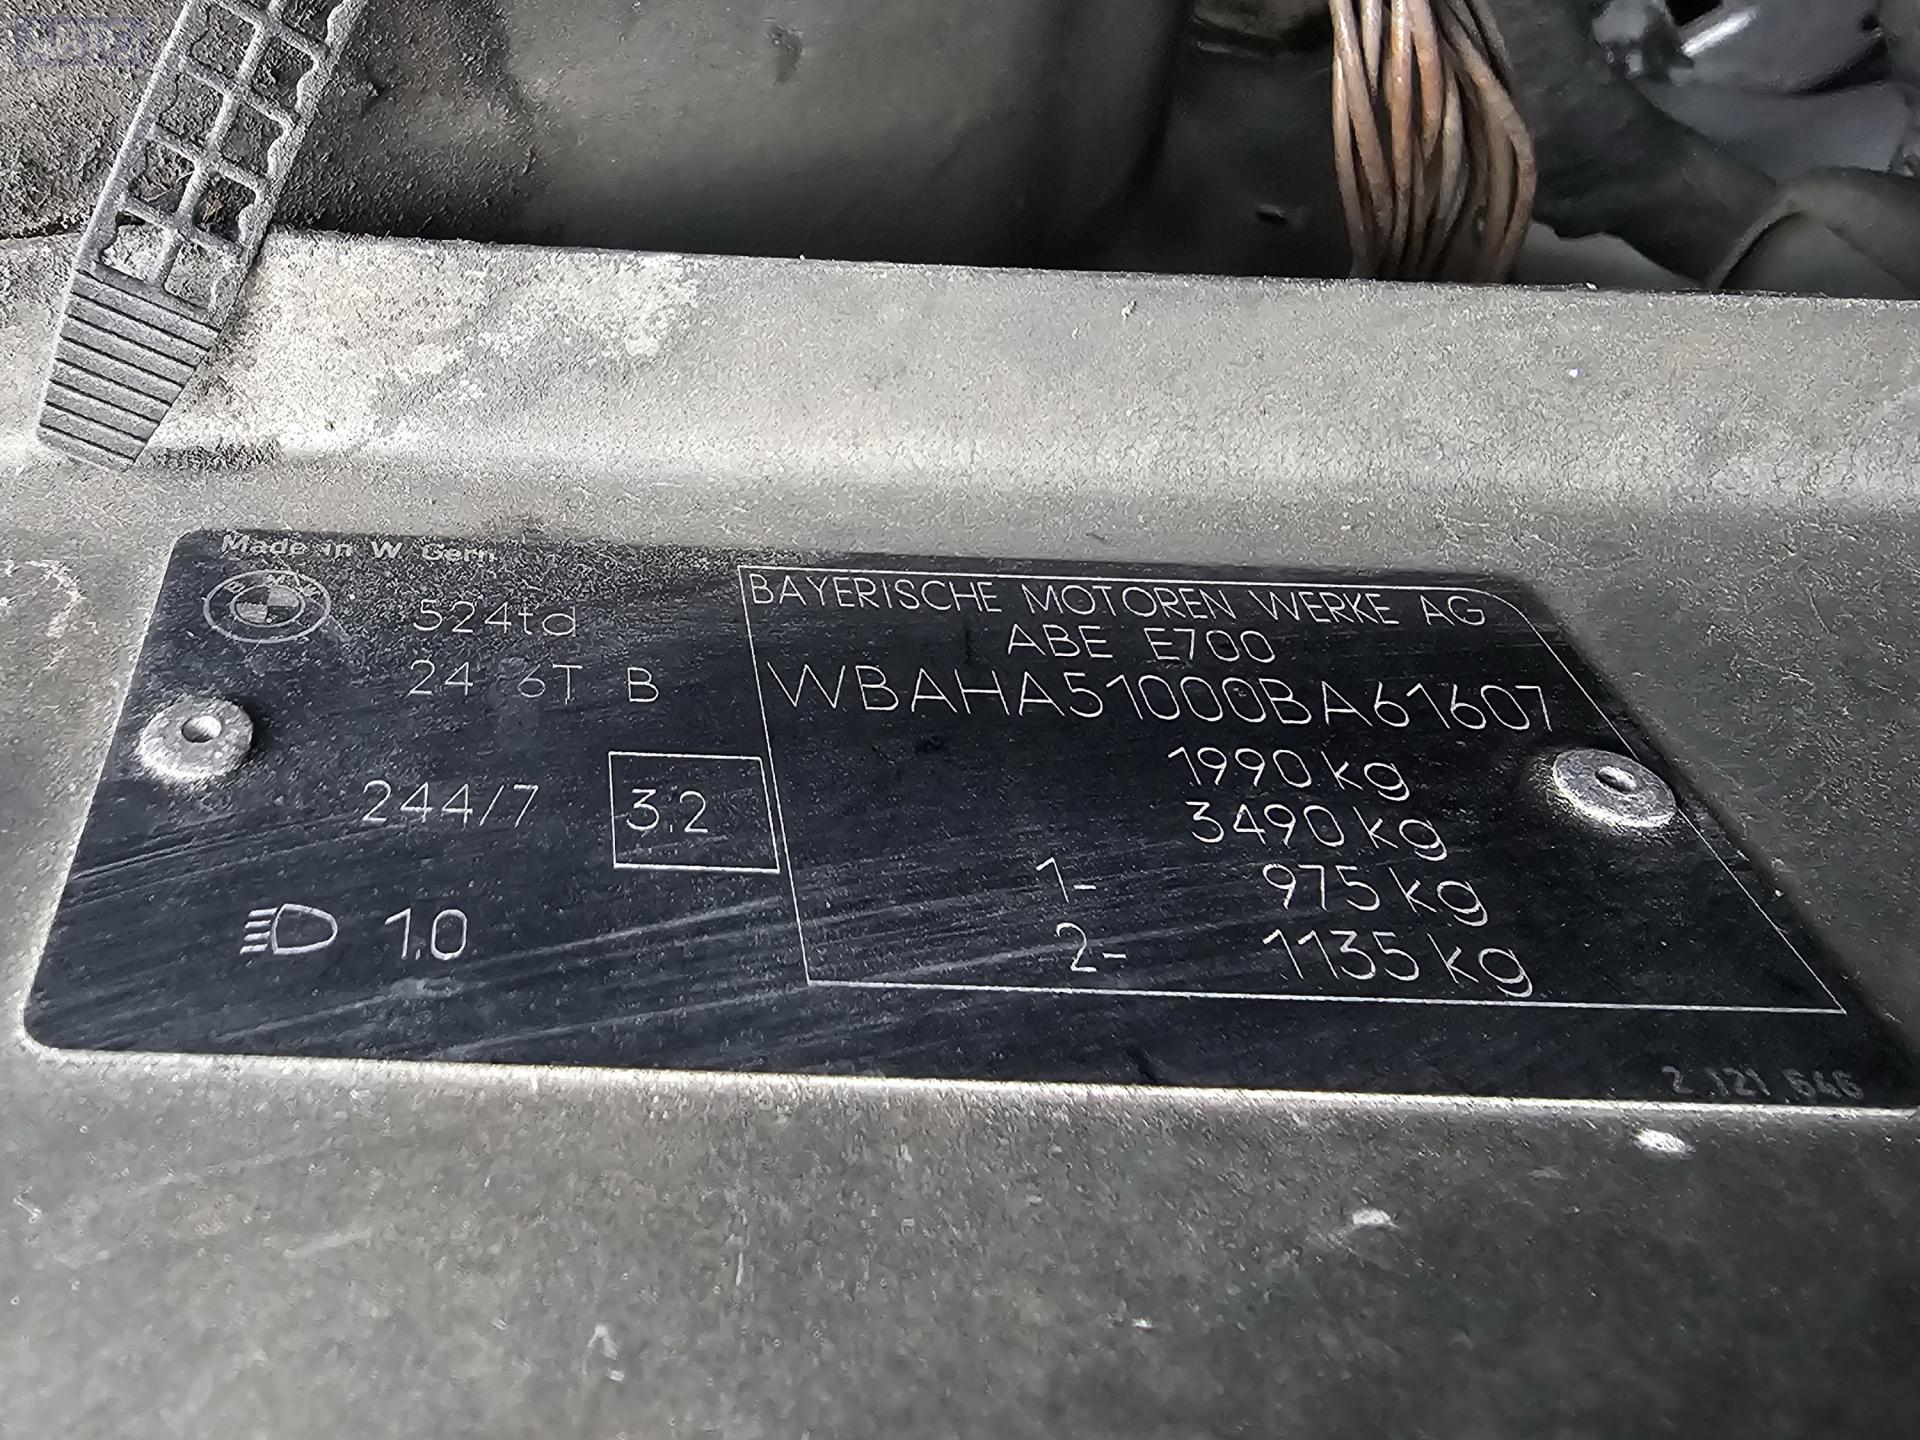 Made in W Germ.
BMW
524td
24 6T B
244/7
3.2
1.0
BAYERISCHE MOTOREN WERKE AG
ABE E700
WBAHA51000BA61607
1990 kg
3490 kg
1- 975 kg
2- 1135 kg